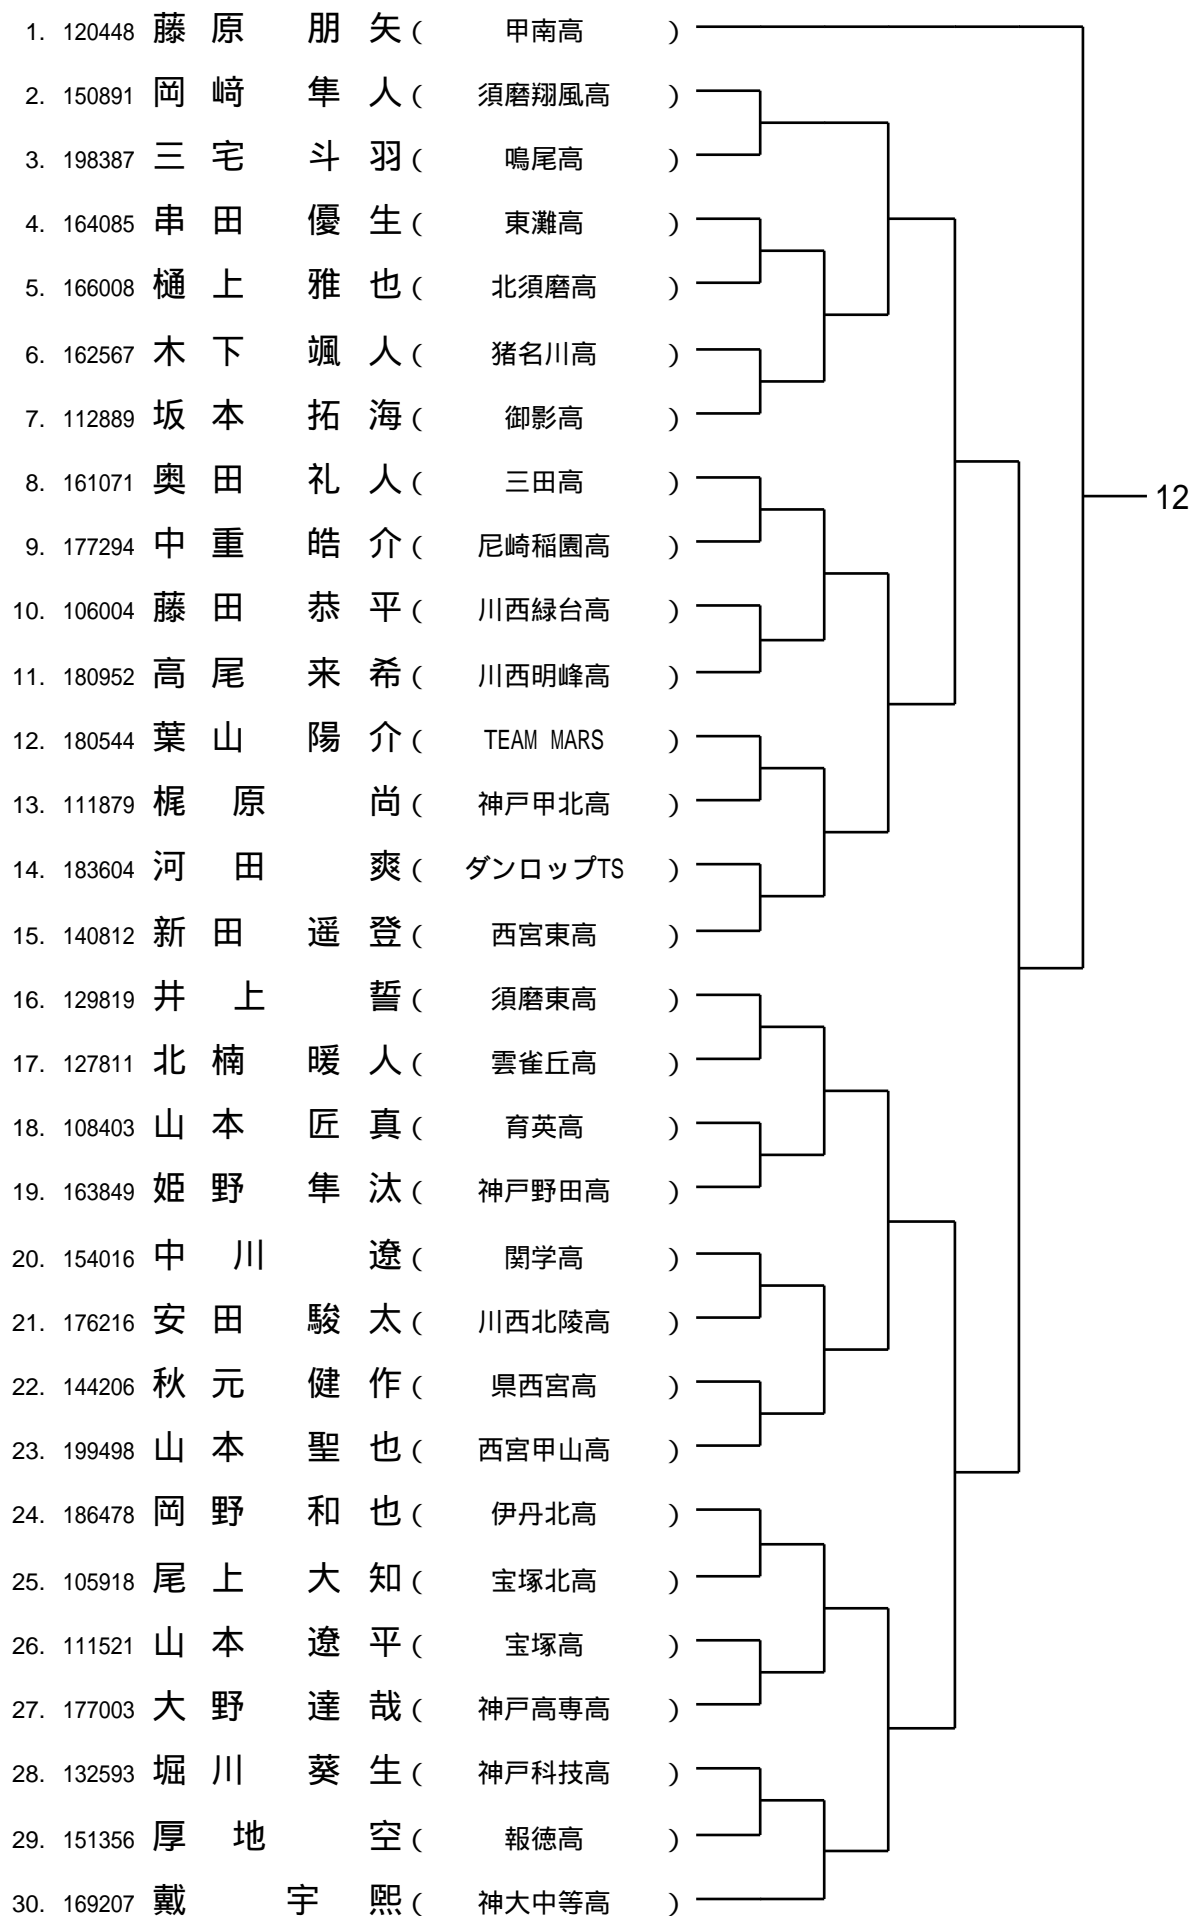 1. 120448 藤原 朋矢 ( 甲南高 )
2. 150891 岡﨑 隼人 ( 須磨翔風高 )
3. 198387 三宅 斗羽 ( 鳴尾高 )
4. 164085 串田 優生 ( 東灘高 )
5. 166008 樋上 雅也 ( 北須磨高 )
6. 162567 木下 颯人 ( 猪名川高 )
7. 112889 坂本 拓海 ( 御影高 )
8. 161071 奥田 礼人 ( 三田高 )
12
9. 177294 中重 皓介 ( 尼崎稲園高 )
10. 106004 藤田 恭平 ( 川西緑台高 )
11. 180952 高尾 来希 ( 川西明峰高 )
12. 180544 葉山 陽介 ( TEAM MARS )
13. 111879 梶原 尚 ( 神戸甲北高 )
14. 183604 河田 爽 ( ダンロップTS )
15. 140812 新田 遥登 ( 西宮東高 )
16. 129819 井上 誓 ( 須磨東高 )
17. 127811 北楠 暖人 ( 雲雀丘高 )
18. 108403 山本 匠真 ( 育英高 )
19. 163849 姫野 隼汰 ( 神戸野田高 )
20. 154016 中川 遼 ( 関学高 )
21. 176216 安田 駿太 ( 川西北陵高 )
22. 144206 秋元 健作 ( 県西宮高 )
23. 199498 山本 聖也 ( 西宮甲山高 )
24. 186478 岡野 和也 ( 伊丹北高 )
25. 105918 尾上 大知 ( 宝塚北高 )
26. 111521 山本 遼平 ( 宝塚高 )
27. 177003 大野 達哉 ( 神戸高専高 )
28. 132593 堀川 葵生 ( 神戸科技高 )
29. 151356 厚地 空 ( 報徳高 )
30. 169207 戴 宇熙 ( 神大中等高 )